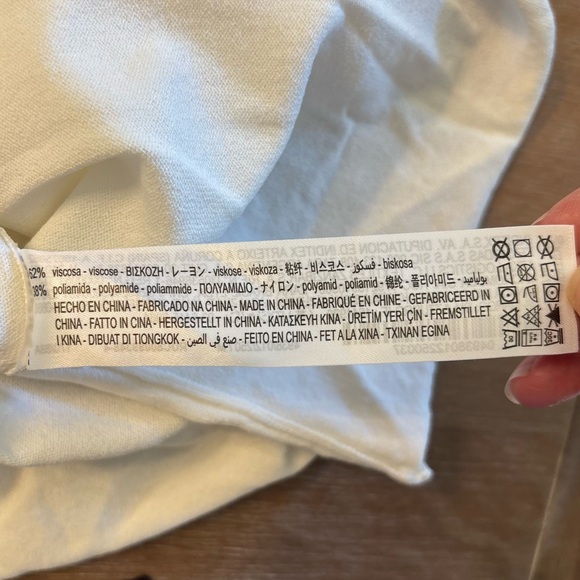 62% viscosa - viscose - ΒΙΣΚΟΖΗ - レーヨン - viskose - viskoza - 粘纤 - 비스코스 - فسكوز - biskosa
38% poliamida - polyamide - poliammide - ΠΟΛΥΑΜΙΔΙΟ - ナイロン - polyamid - poliamid - 锦纶 - 폴리아미드 - بولياميد
HECHO EN CHINA - FABRICADO NA CHINA - MADE IN CHINA - FABRIQUÉ EN CHINE - GEFABRICEERD IN
CHINA - FATTO IN CINA - HERGESTELLT IN CHINA - ΚΑΤΑΣΚΕΥΗ ΚΙΝΑ - ÜRETİM YERİ ÇİN - FREMSTILLET
I KINA - DIBUAT DI TIONGKOK - صنع في الصين - FEITO EN CHINA - FET A LA XINA - TXINAN EGINA